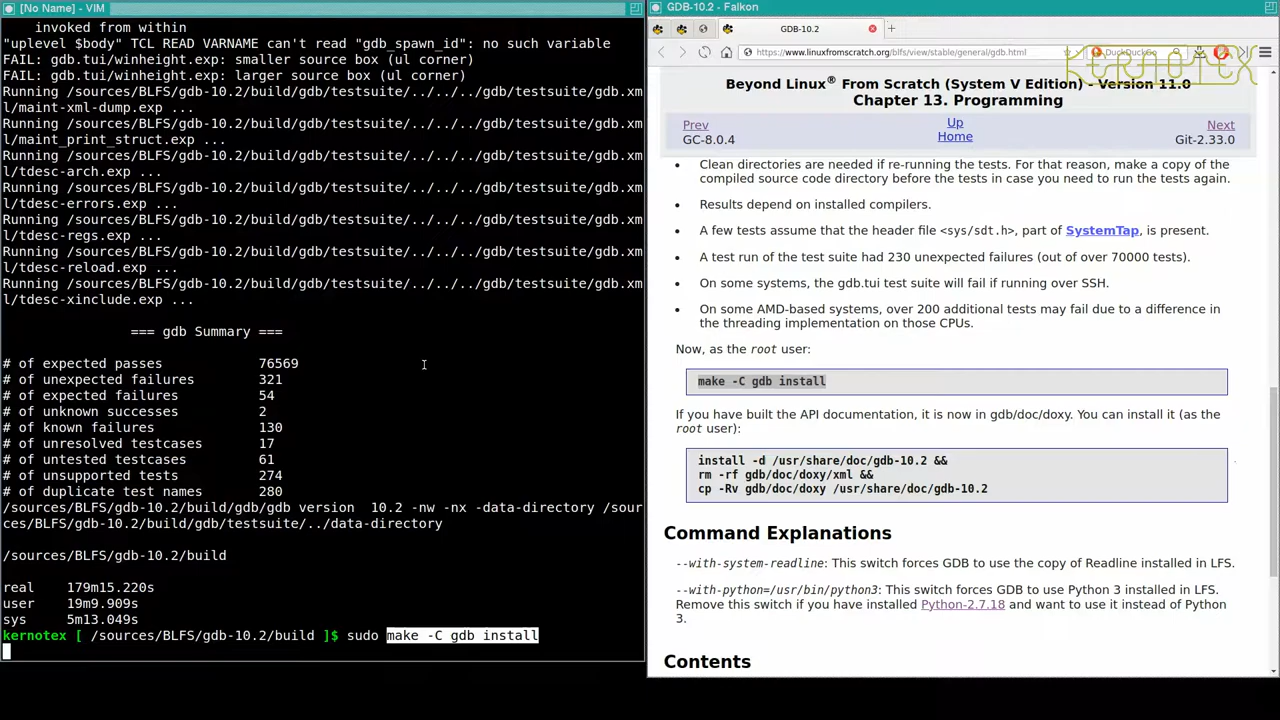 [No Name] - VIM
invoked from within
"uplevel $body" TCL READ VARNAME can't read "gdb_spawn_id": no such variable
FAIL: gdb.tui/winheight.exp: smaller source box (ul corner)
FAIL: gdb.tui/winheight.exp: larger source box (ul corner)
Running /sources/BLFS/gdb-10.2/build/gdb/testsuite/../../../gdb/testsuite/gdb.xm
l/maint-xml-dump.exp ...
Running /sources/BLFS/gdb-10.2/build/gdb/testsuite/../../../gdb/testsuite/gdb.xm
l/maint_print_struct.exp ...
Running /sources/BLFS/gdb-10.2/build/gdb/testsuite/../../../gdb/testsuite/gdb.xm
l/tdesc-arch.exp ...
Running /sources/BLFS/gdb-10.2/build/gdb/testsuite/../../../gdb/testsuite/gdb.xm
l/tdesc-errors.exp ...
Running /sources/BLFS/gdb-10.2/build/gdb/testsuite/../../../gdb/testsuite/gdb.xm
l/tdesc-regs.exp ...
Running /sources/BLFS/gdb-10.2/build/gdb/testsuite/../../../gdb/testsuite/gdb.xm
l/tdesc-reload.exp ...
Running /sources/BLFS/gdb-10.2/build/gdb/testsuite/../../../gdb/testsuite/gdb.xm
l/tdesc-xinclude.exp ...
=== gdb Summary ===
# of expected passes 76569
# of unexpected failures 321
# of expected failures 54
# of unknown successes 2
# of known failures 130
# of unresolved testcases 17
# of untested testcases 61
# of unsupported tests 274
# of duplicate test names 280
/sources/BLFS/gdb-10.2/build/gdb/gdb version  10.2 -nw -nx -data-directory /sour
ces/BLFS/gdb-10.2/build/gdb/testsuite/../data-directory
/sources/BLFS/gdb-10.2/build
real 179m15.220s
user 19m9.909s
sys 5m13.049s
kernotex [ /sources/BLFS/gdb-10.2/build ]$ sudo make -C gdb install
GDB-10.2 - Falkon
GDB-10.2
https://www.linuxfromscratch.org/blfs/view/stable/general/gdb.html
DuckDuckGo
KERNOTEX
Beyond Linux® From Scratch (System V Edition) - Version 11.0
Chapter 13. Programming
Prev Up Next
GC-8.0.4 Home Git-2.33.0
• Clean directories are needed if re-running the tests. For that reason, make a copy of the
compiled source code directory before the tests in case you need to run the tests again.
• Results depend on installed compilers.
• A few tests assume that the header file <sys/sdt.h>, part of SystemTap, is present.
• A test run of the test suite had 230 unexpected failures (out of over 70000 tests).
• On some systems, the gdb.tui test suite will fail if running over SSH.
• On some AMD-based systems, over 200 additional tests may fail due to a difference in
the threading implementation on those CPUs.
Now, as the root user:
make -C gdb install
If you have built the API documentation, it is now in gdb/doc/doxy. You can install it (as the
root user):
install -d /usr/share/doc/gdb-10.2 &&
rm -rf gdb/doc/doxy/xml &&
cp -Rv gdb/doc/doxy /usr/share/doc/gdb-10.2
Command Explanations
--with-system-readline: This switch forces GDB to use the copy of Readline installed in LFS.
--with-python=/usr/bin/python3: This switch forces GDB to use Python 3 installed in LFS.
Remove this switch if you have installed Python-2.7.18 and want to use it instead of Python
3.
Contents